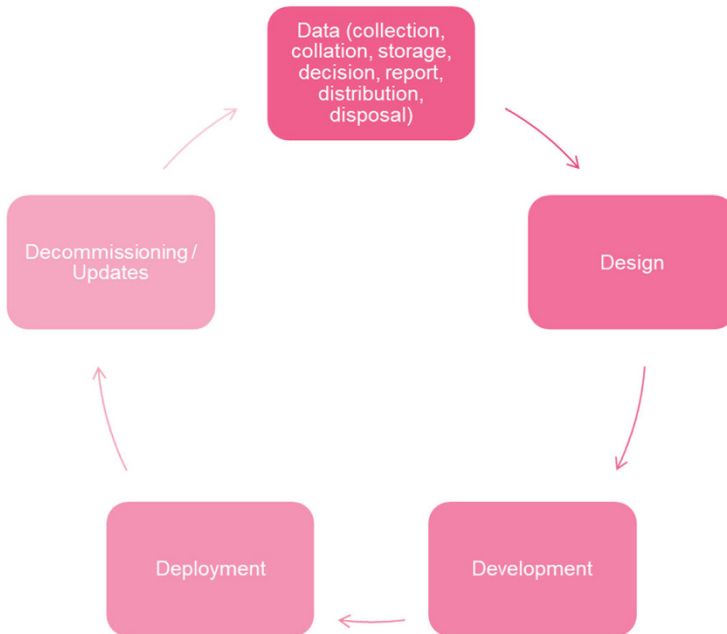 Data (collection,
collation, storage,
decision, report,
distribution,
disposal)
Design
Development
Deployment
Decommissioning /
Updates